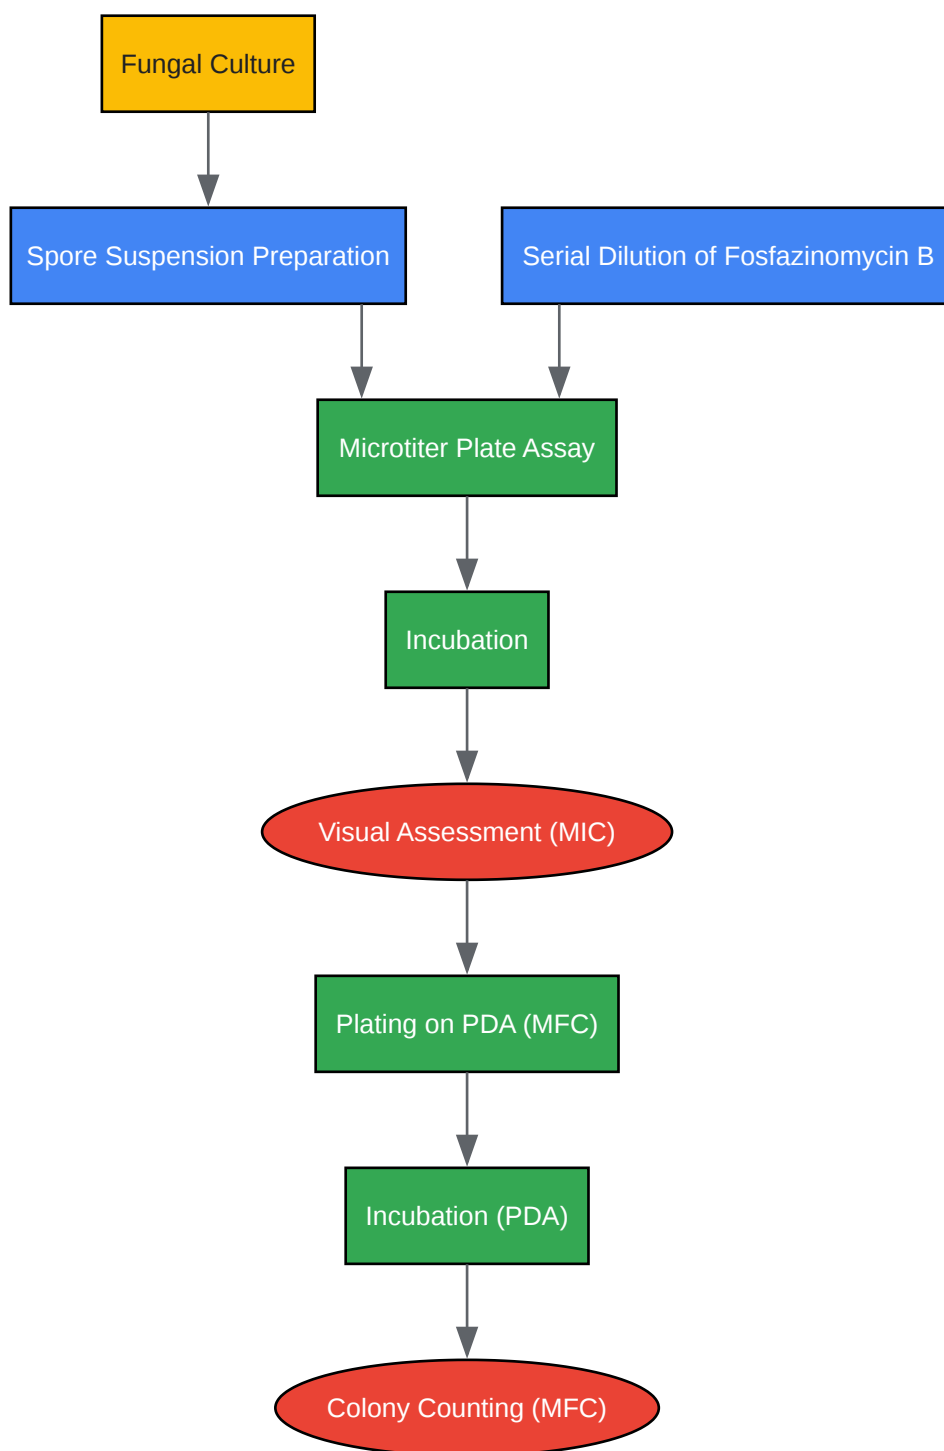 Fungal Culture
Spore Suspension Preparation
Serial Dilution of Fosfazinomycin B
Microtiter Plate Assay
Incubation
Visual Assessment (MIC)
Plating on PDA (MFC)
Incubation (PDA)
Colony Counting (MFC)